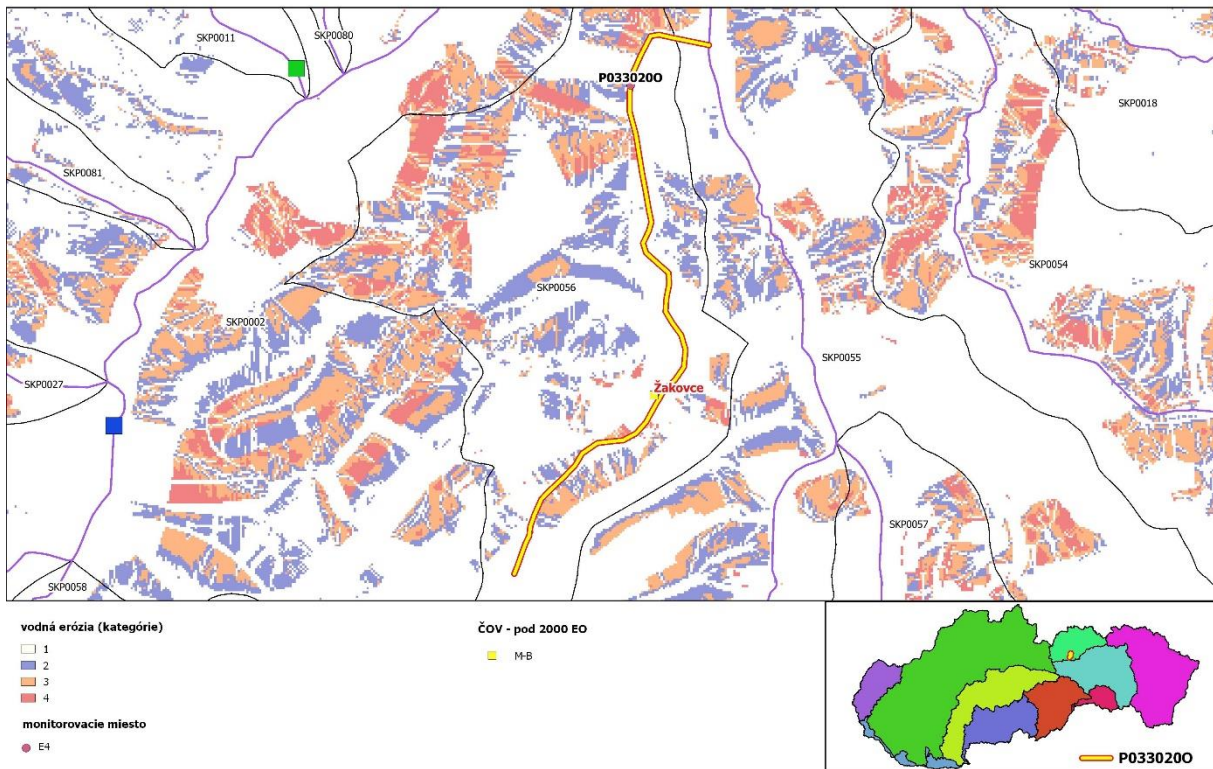 SKP0011
SKP0080
P033020O
SKP0018
SKP0081
SKP0054
SKP0056
SKP0002
SKP0055
SKP0027
Žakovce
SKP0057
SKP0058
vodná erózia (kategórie)
1
2
3
4
monitorovacie miesto
E4
ČOV - pod 2000 EO
M-B
P033020O